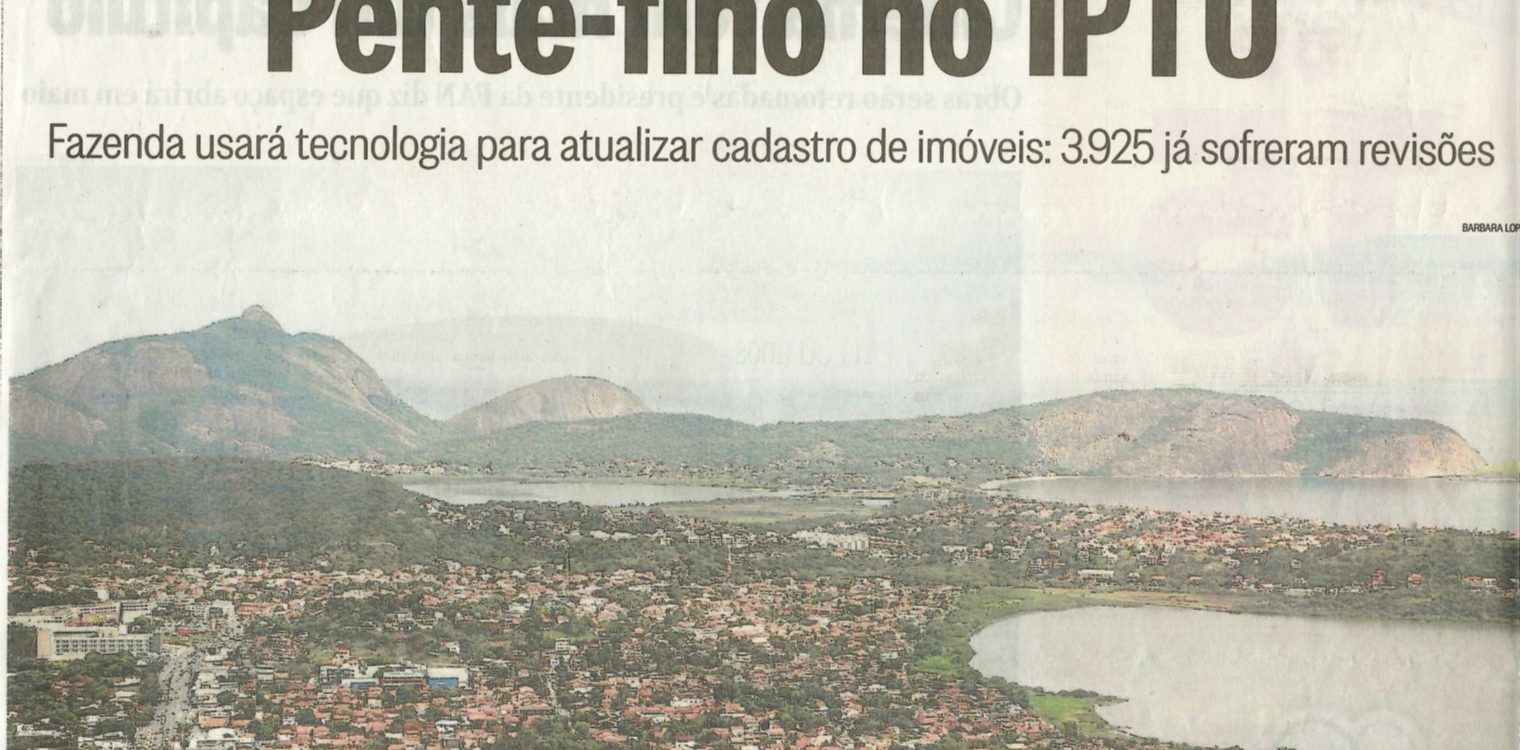 Pente-fino no IPTU
Fazenda usará tecnologia para atualizar cadastro de imóveis: 3.925 já sofreram revisões
BARBARA LOP